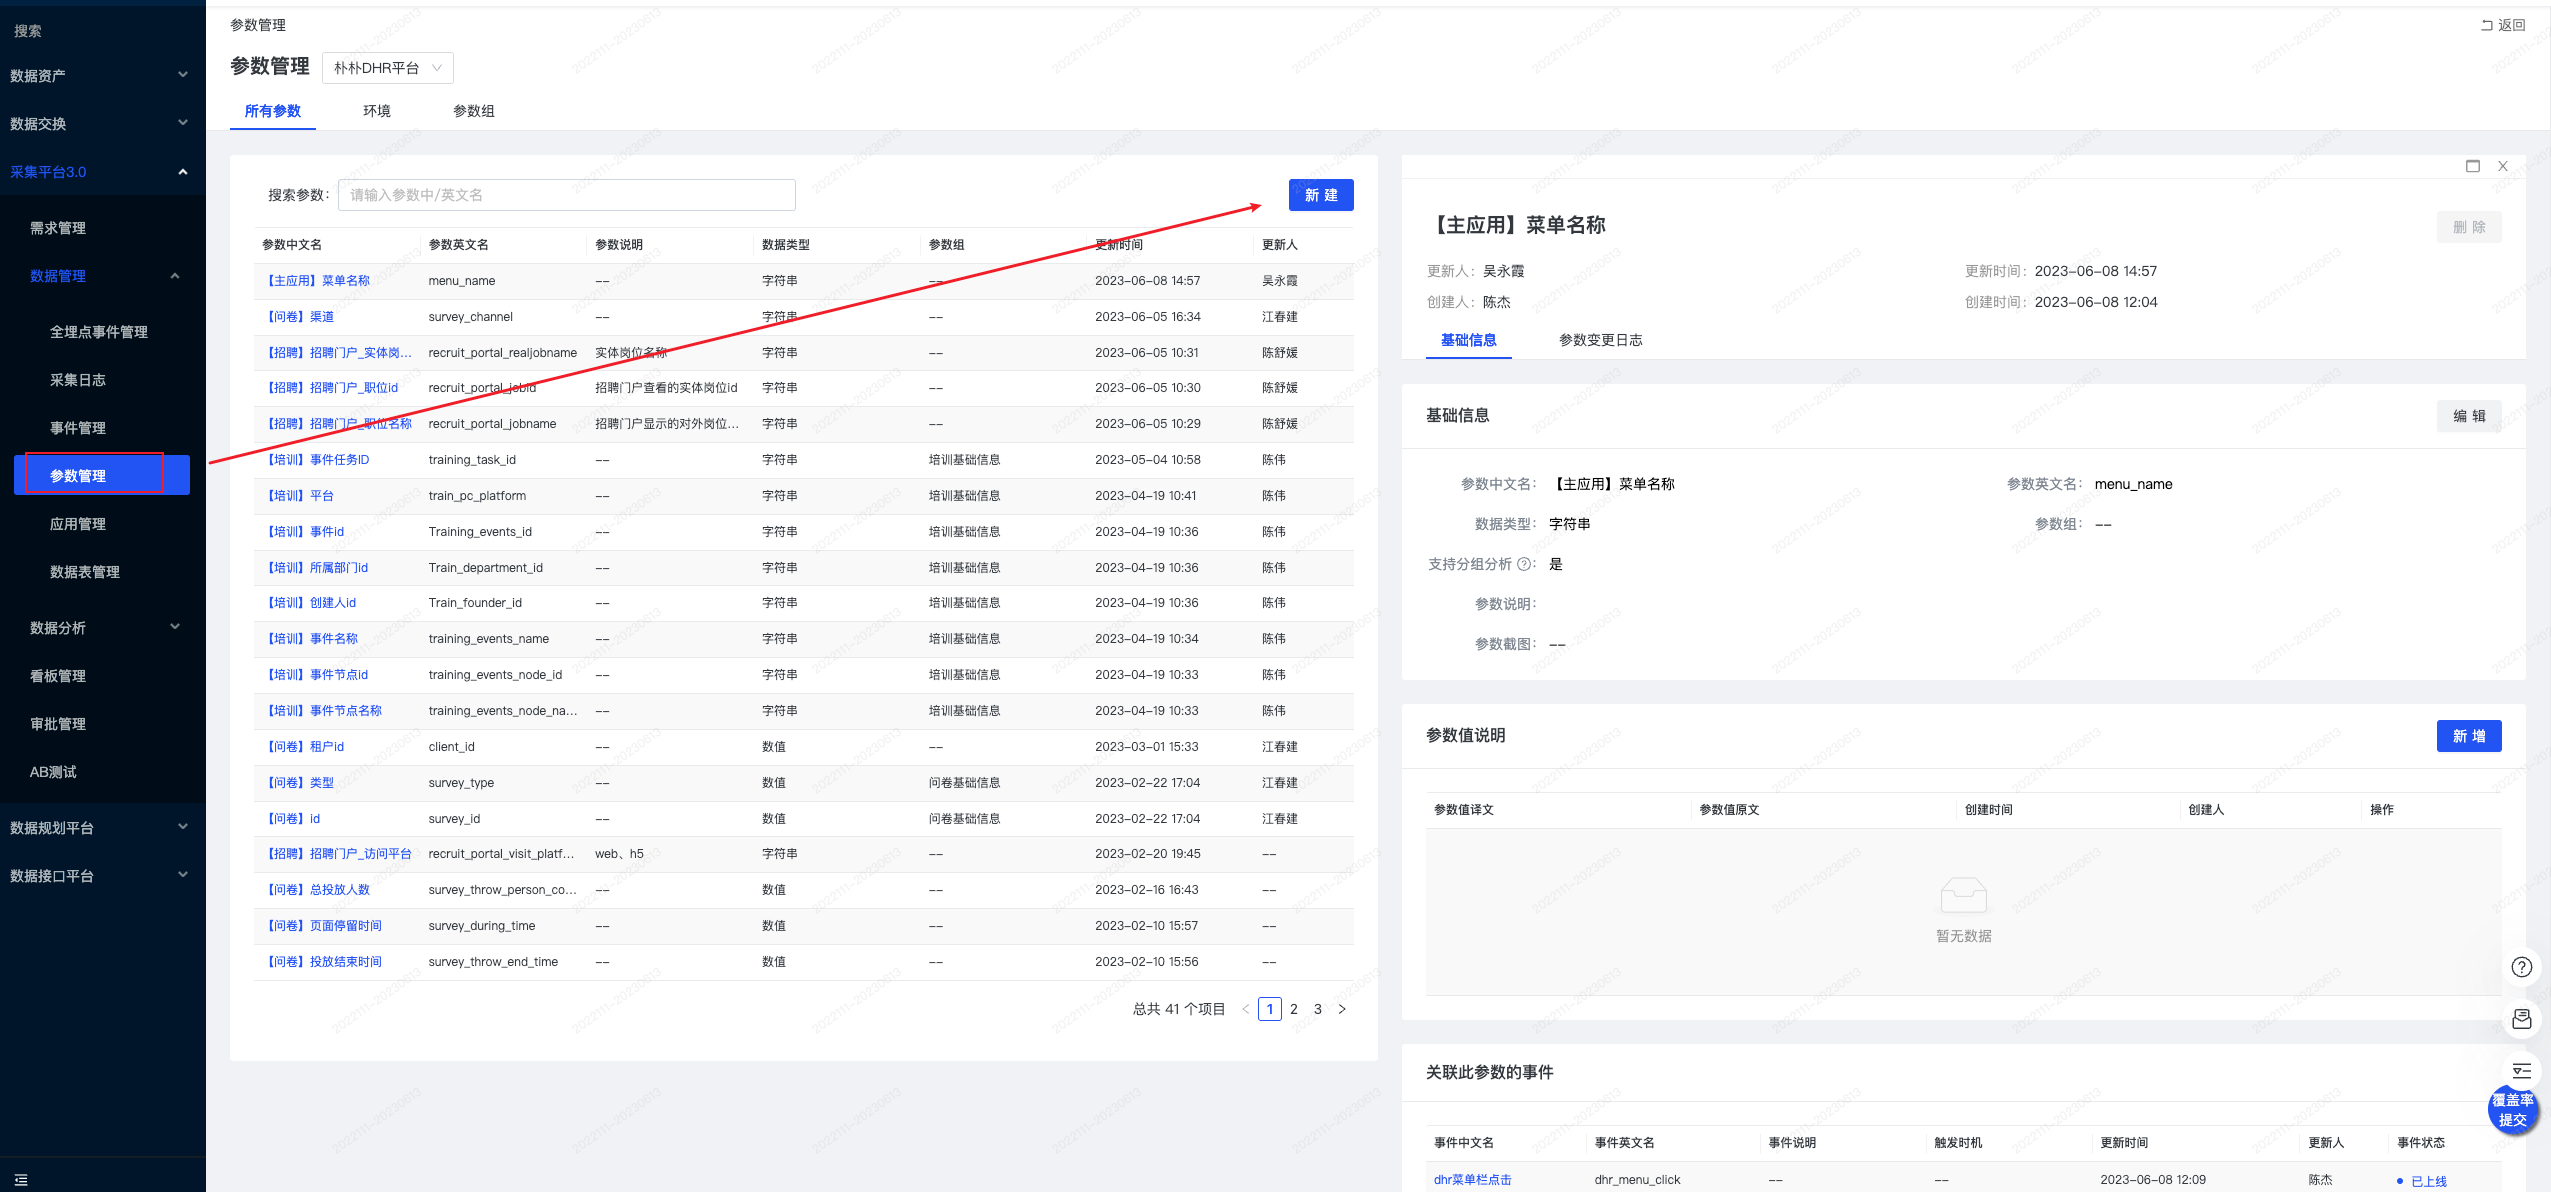 搜索
数据资产
数据交换
采集平台3.0
需求管理
数据管理
全埋点事件管理
采集日志
事件管理
参数管理
应用管理
数据表管理
数据分析
看板管理
审批管理
AB测试
数据规划平台
数据接口平台
参数管理
返回
参数管理 朴朴DHR平台
所有参数 环境 参数组
搜索参数: 请输入参数中/英文名 新 建
参数中文名 参数英文名 参数说明 数据类型 参数组 更新时间 更新人
【主应用】菜单名称 menu_name -- 字符串 -- 2023-06-08 14:57 吴永霞
【问卷】渠道 survey_channel -- 字符串 -- 2023-06-05 16:34 江春建
【招聘】招聘门户_实体岗... recruit_portal_realjobname 实体岗位名称 字符串 -- 2023-06-05 10:31 陈舒媛
【招聘】招聘门户_职位id recruit_portal_jobid 招聘门户查看的实体岗位id 字符串 -- 2023-06-05 10:30 陈舒媛
【招聘】招聘门户_职位名称 recruit_portal_jobname 招聘门户显示的对外岗位... 字符串 -- 2023-06-05 10:29 陈舒媛
【培训】事件任务ID training_task_id -- 字符串 培训基础信息 2023-05-04 10:58 陈伟
【培训】平台 train_pc_platform -- 字符串 培训基础信息 2023-04-19 10:41 陈伟
【培训】事件id Training_events_id -- 字符串 培训基础信息 2023-04-19 10:36 陈伟
【培训】所属部门id Train_department_id -- 字符串 培训基础信息 2023-04-19 10:36 陈伟
【培训】创建人id Train_founder_id -- 字符串 培训基础信息 2023-04-19 10:36 陈伟
【培训】事件名称 training_events_name -- 字符串 培训基础信息 2023-04-19 10:34 陈伟
【培训】事件节点id training_events_node_id -- 字符串 培训基础信息 2023-04-19 10:33 陈伟
【培训】事件节点名称 training_events_node_na... -- 字符串 培训基础信息 2023-04-19 10:33 陈伟
【问卷】租户id client_id -- 数值 -- 2023-03-01 15:33 江春建
【问卷】类型 survey_type -- 数值 问卷基础信息 2023-02-22 17:04 江春建
【问卷】id survey_id -- 数值 问卷基础信息 2023-02-22 17:04 江春建
【招聘】招聘门户_访问平台 recruit_portal_visit_platf... web、h5 字符串 -- 2023-02-20 19:45 --
【问卷】总投放人数 survey_throw_person_co... -- 数值 -- 2023-02-16 16:43 --
【问卷】页面停留时间 survey_during_time -- 数值 -- 2023-02-10 15:57 --
【问卷】投放结束时间 survey_throw_end_time -- 数值 -- 2023-02-10 15:56 --
总共 41 个项目 < 1 2 3 >
【主应用】菜单名称 删 除
更新人: 吴永霞 更新时间: 2023-06-08 14:57
创建人: 陈杰 创建时间: 2023-06-08 12:04
基础信息 参数变更日志
基础信息 编 辑
参数中文名: 【主应用】菜单名称 参数英文名: menu_name
数据类型: 字符串 参数组: --
支持分组分析 ?: 是
参数说明:
参数截图: --
参数值说明 新 增
参数值译文 参数值原文 创建时间 创建人 操作
暂无数据
关联此参数的事件
事件中文名 事件英文名 事件说明 触发时机 更新时间 更新人 事件状态
dhr菜单栏点击 dhr_menu_click -- -- 2023-06-08 12:09 陈杰 已上线
覆盖率
提交
2022111-20230613